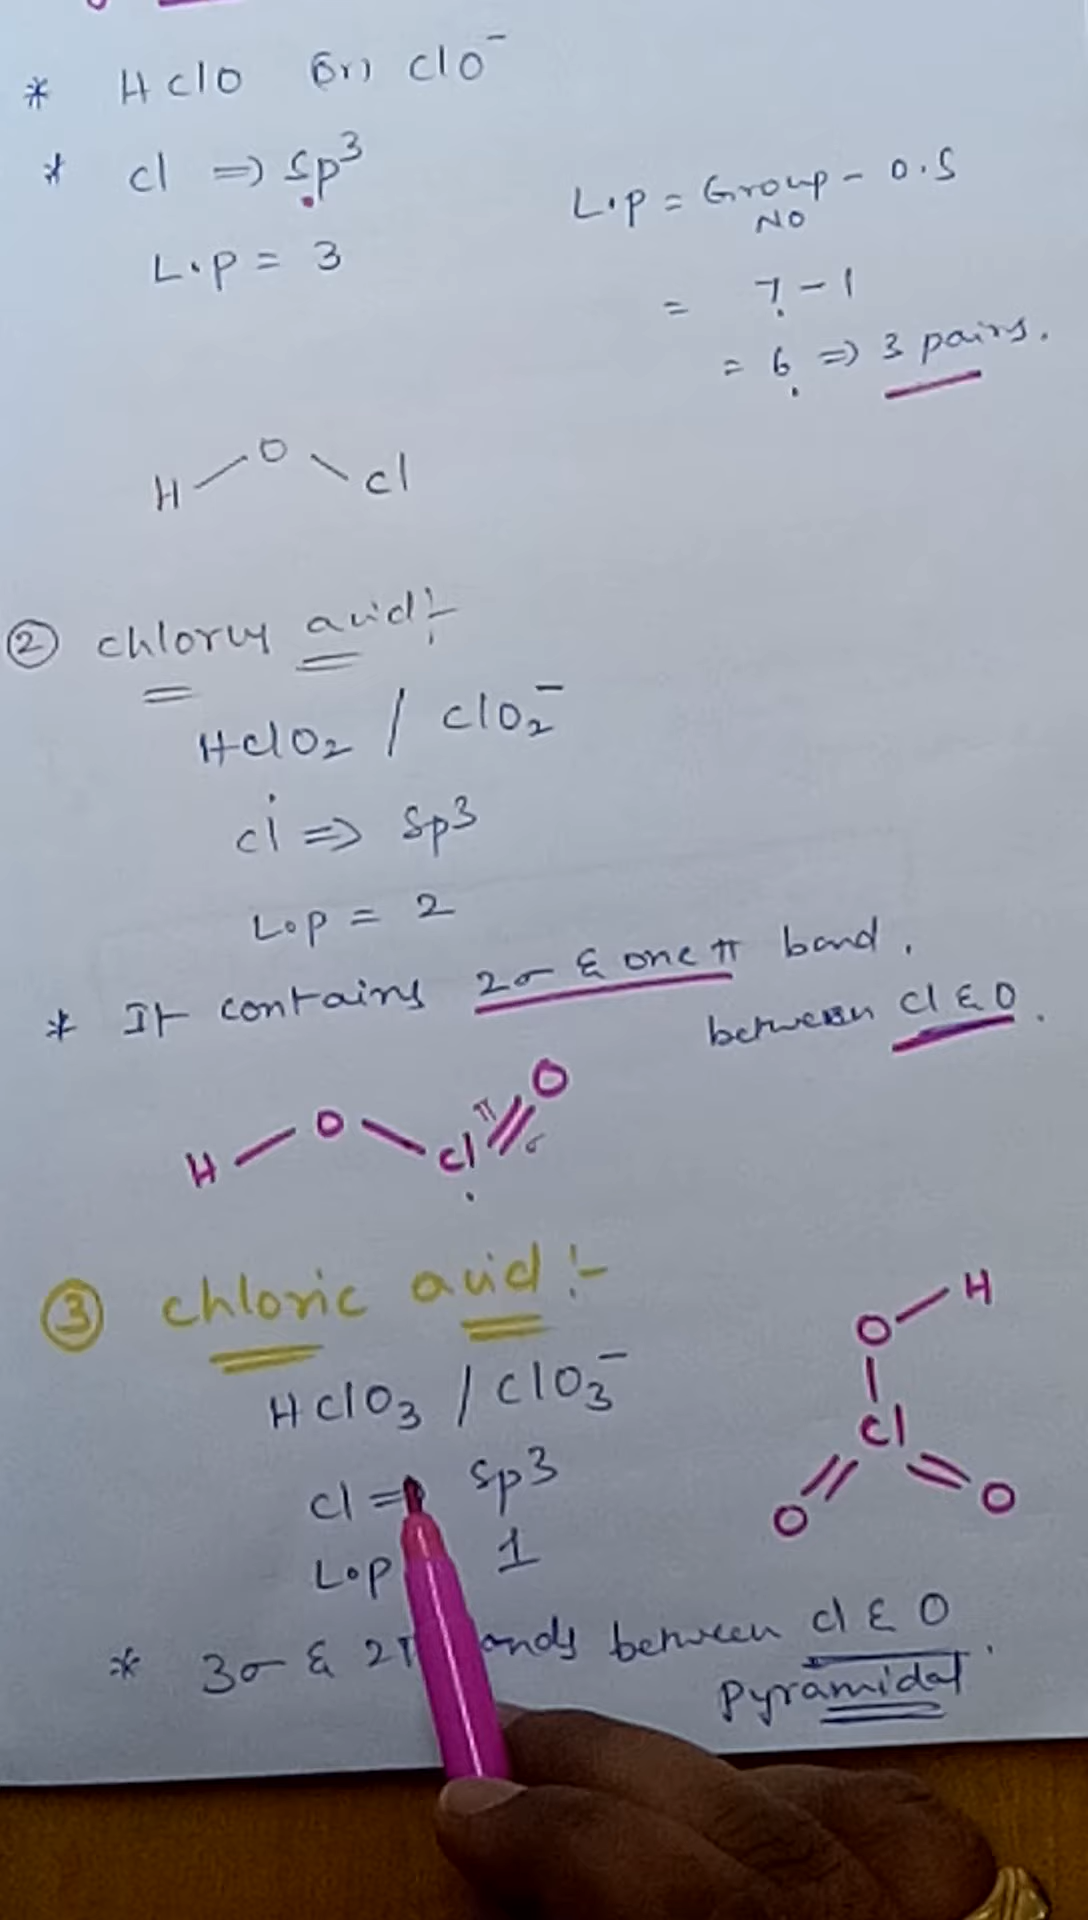 * HClO (or) ClO⁻
* Cl ⇒ Sp³
L.p = 3
L.p = Group No - O.S
= 7 - 1
= 6 ⇒ 3 pairs.
H - O - Cl
② Chlorus acid :-
HClO₂ / ClO₂⁻
Cl ⇒ Sp3
L.p = 2
* It contains 2σ & one π bond.
between Cl & O.
H - O - Cl = O
π σ
③ Chloric acid :-
HClO₃ / ClO₃⁻
Cl = Sp3
L.p 1
* 3σ & 2π onds between Cl & O.
Pyramidal
O - H
Cl
O O